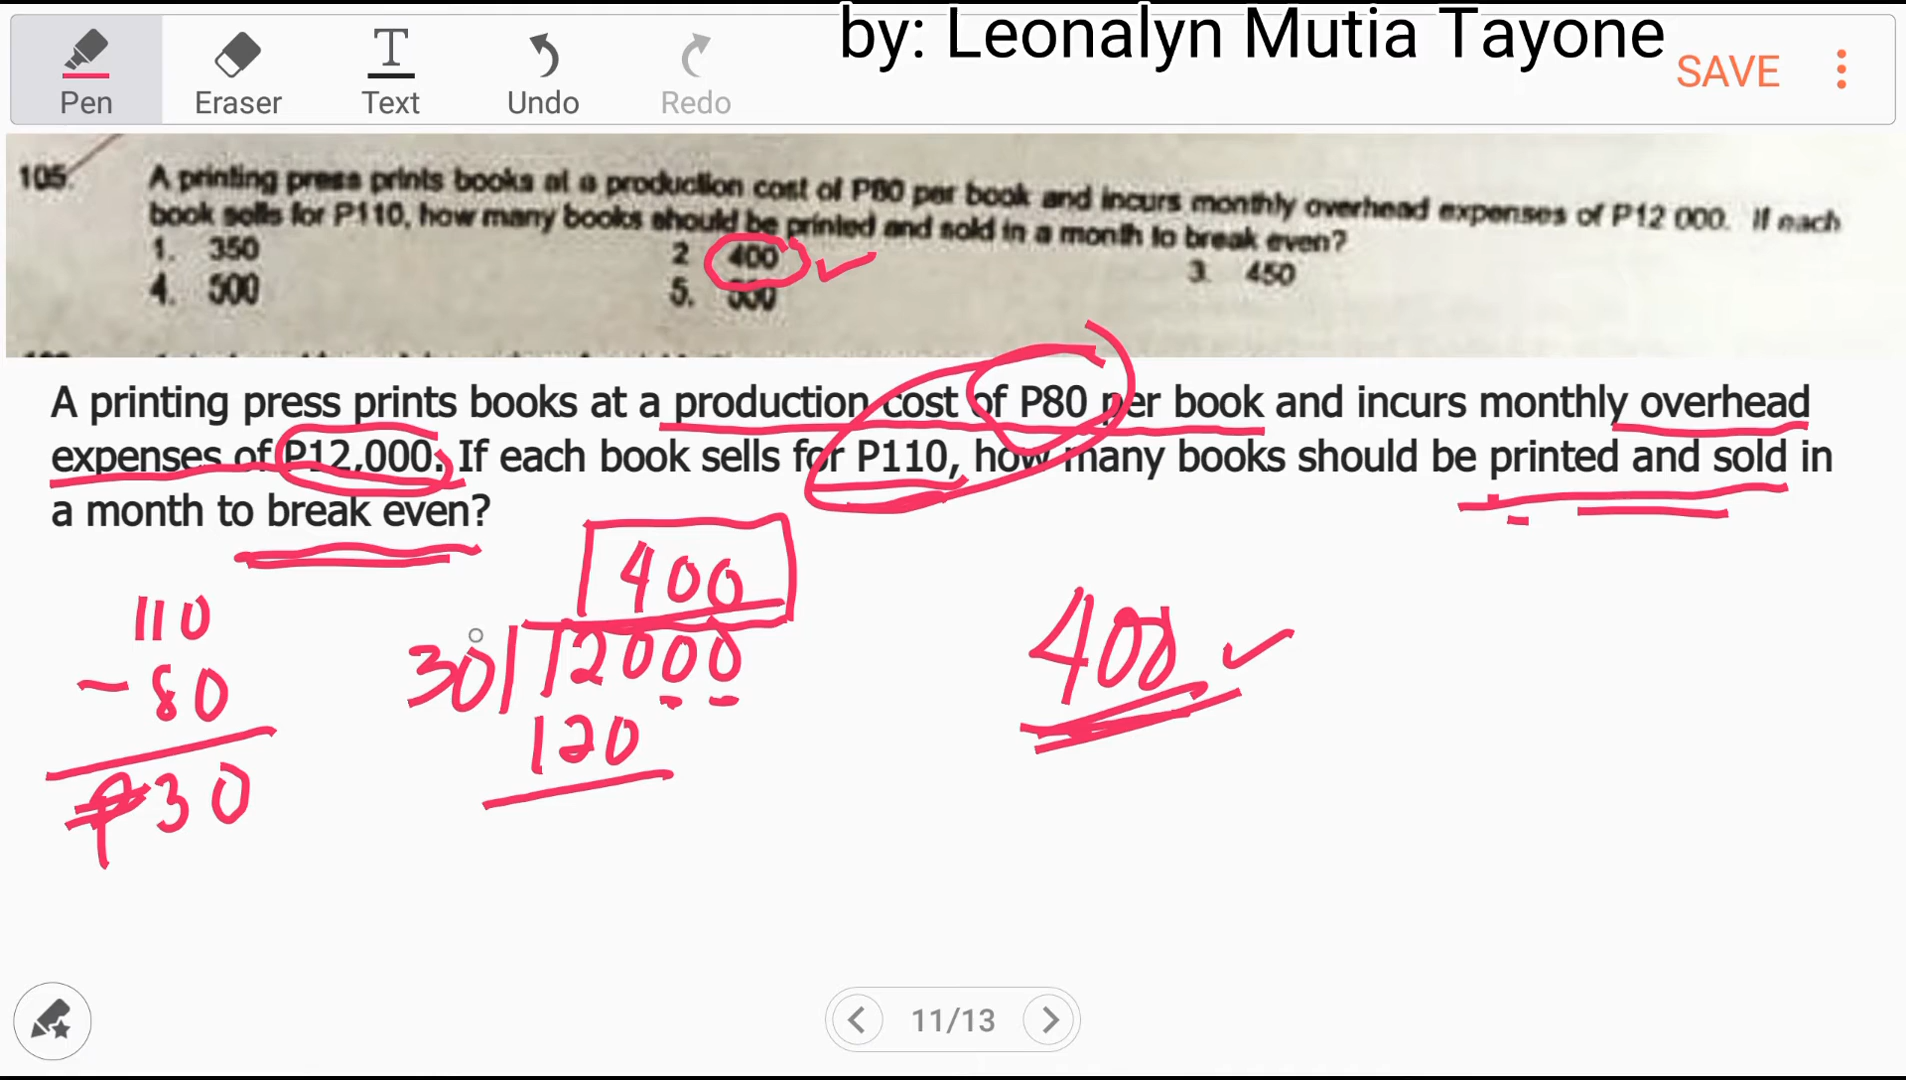 by: Leonalyn Mutia Tayone
Pen
Eraser
Text
Undo
Redo
SAVE
105. A printing press prints books at a production cost of P80 per book and incurs monthly overhead expenses of P12 000. If each
book sells for P110, how many books should be printed and sold in a month to break even?
1. 350 2 400 3. 450
4. 500 5.
A printing press prints books at a production cost of P80 per book and incurs monthly overhead
expenses of P12,000. If each book sells for P110, how many books should be printed and sold in
a month to break even?
400
110
30 12000
400
- 80
120
P30
11/13